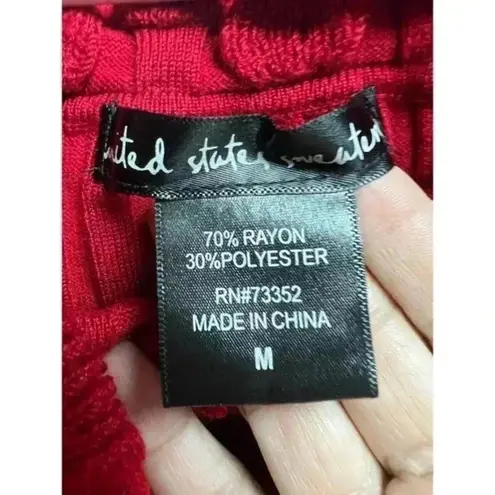 united states sweaters
70% RAYON
30%POLYESTER
RN#73352
MADE IN CHINA
M